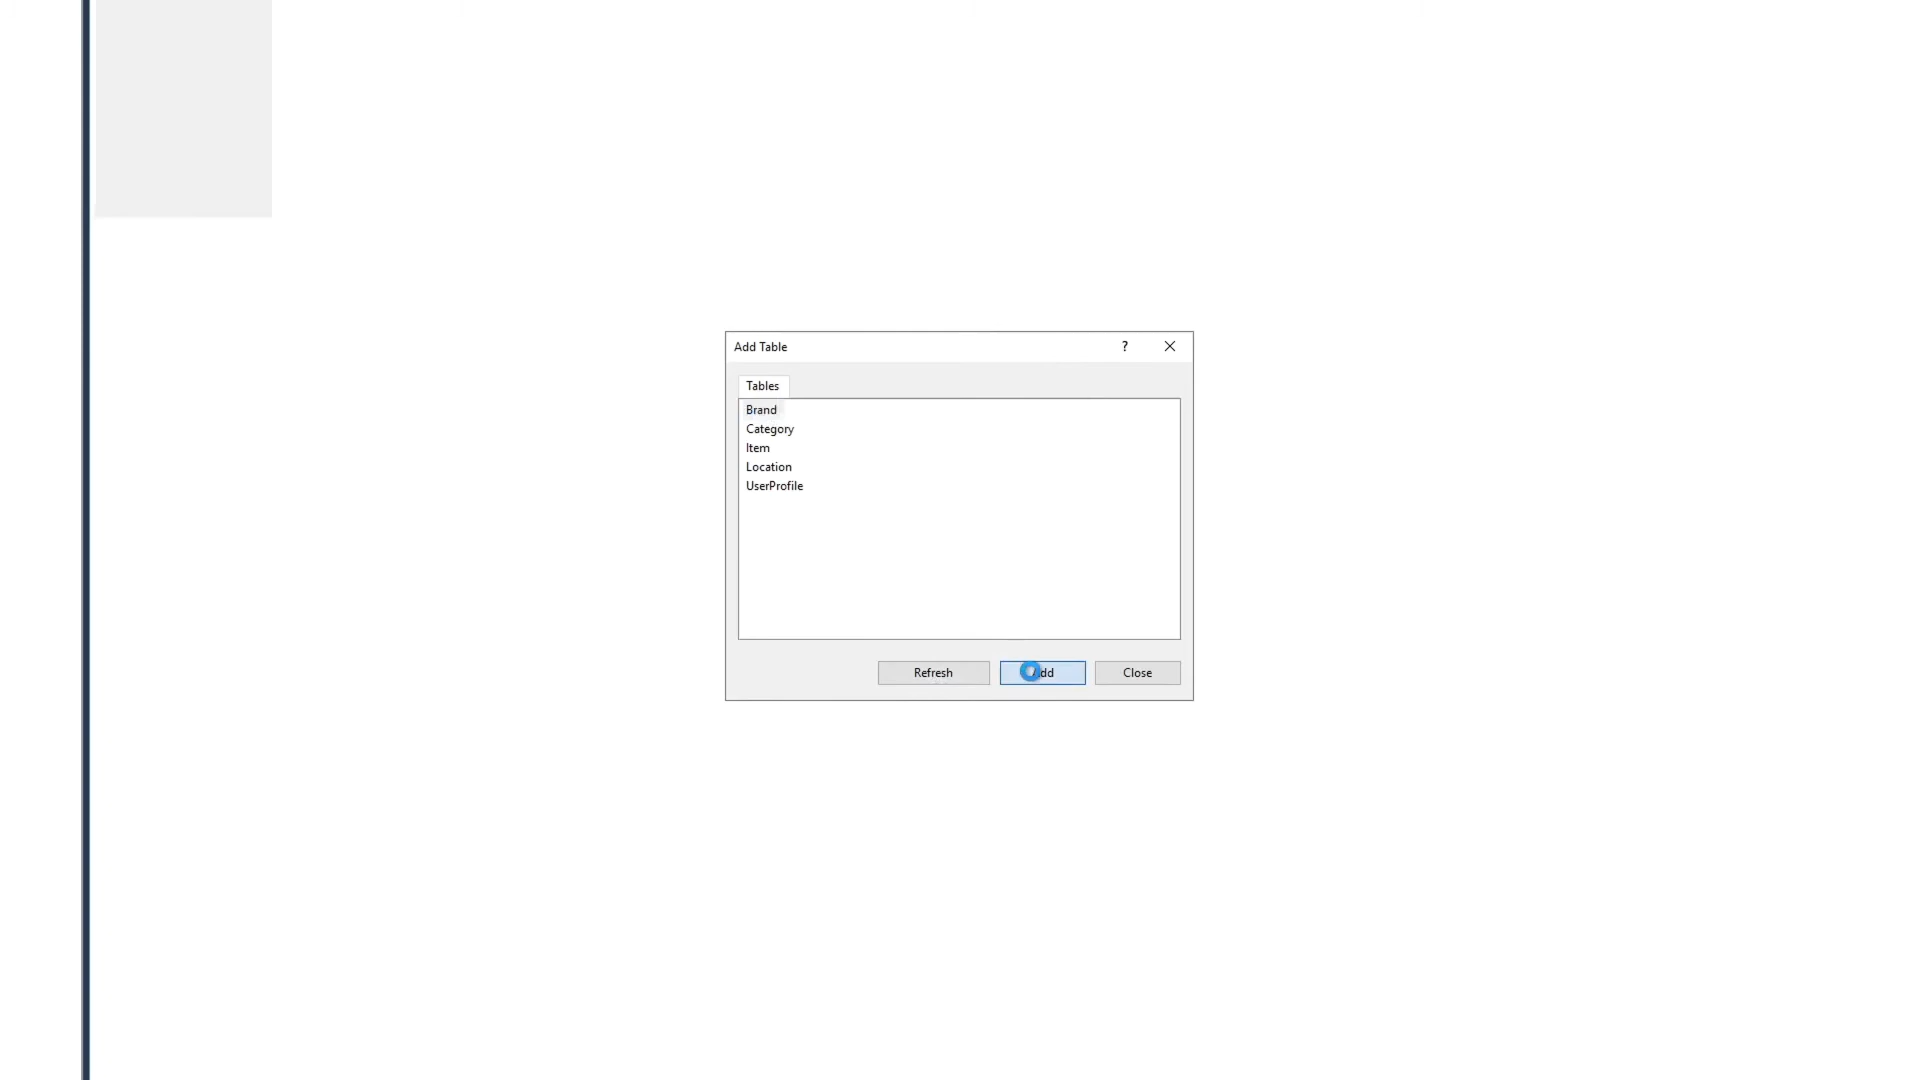 Add Table
?
Tables
Brand
Category
Item
Location
UserProfile
Refresh
Close